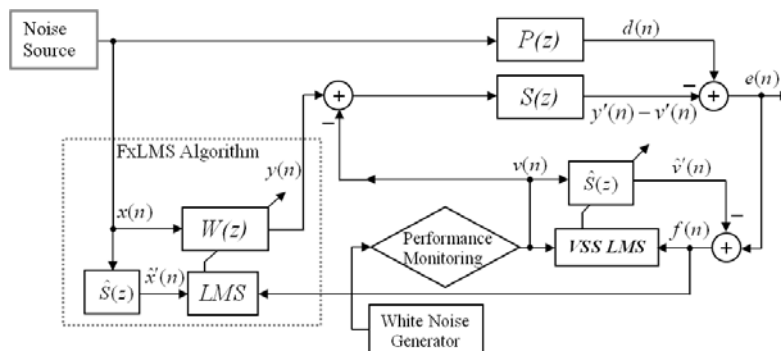 Noise
Source
P(z)
d(n)
e(n)
S(z)
y'(n) − v'(n)
FxLMS Algorithm
y(n)
v(n)
Ŝ(z)
v̂'(n)
x(n)
W(z)
Performance
Monitoring
VSS LMS
f(n)
Ŝ(z)
x̂'(n)
LMS
White Noise
Generator